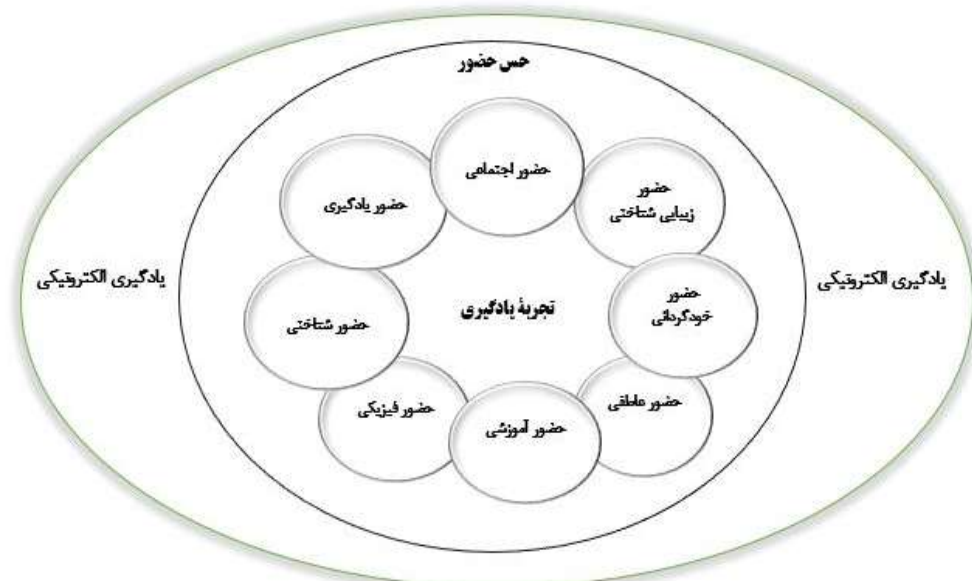 حس حضور
حضور اجتماعی
حضور
زیبایی شناختی
حضور یادگیری
یادگیری الکترونیکی
یادگیری الکترونیکی
حضور
خودگردانی
تجربهٔ یادگیری
حضور شناختی
حضور عاطفی
حضور فیزیکی
حضور آموزشی